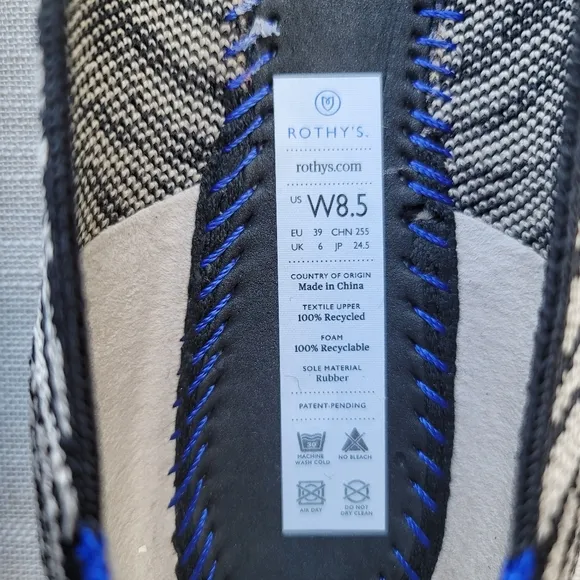 ROTHY'S.
rothys.com
US W8.5
EU 39 CHN 255
UK 6 JP 24.5
COUNTRY OF ORIGIN
Made in China
TEXTILE UPPER
100% Recycled
FOAM
100% Recyclable
SOLE MATERIAL
Rubber
PATENT-PENDING
30°
MACHINE WASH COLD
NO BLEACH
AIR DRY
DO NOT DRY CLEAN